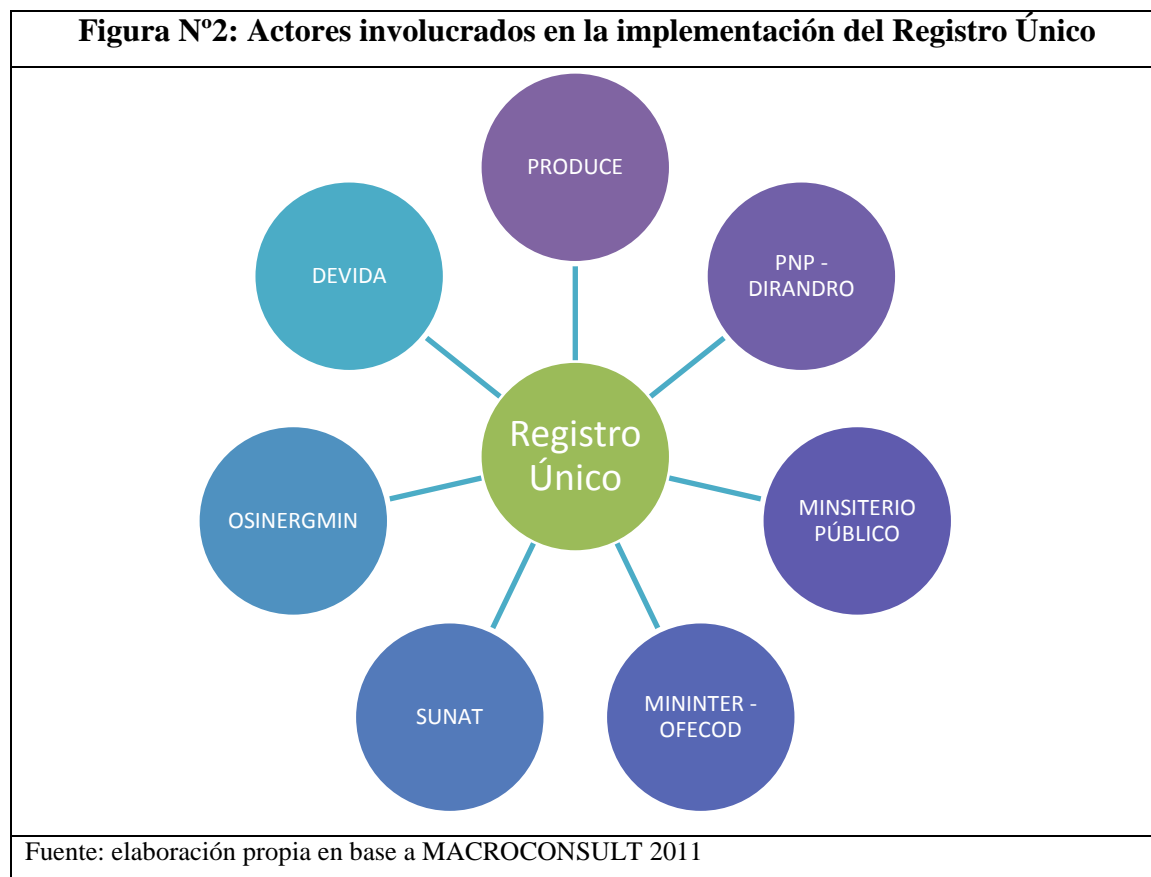 Figura Nº2: Actores involucrados en la implementación del Registro Único
PRODUCE
PNP -
DIRANDRO
MINSITERIO
PÚBLICO
MININTER -
OFECOD
SUNAT
OSINERGMIN
DEVIDA
Registro
Único
Fuente: elaboración propia en base a MACROCONSULT 2011